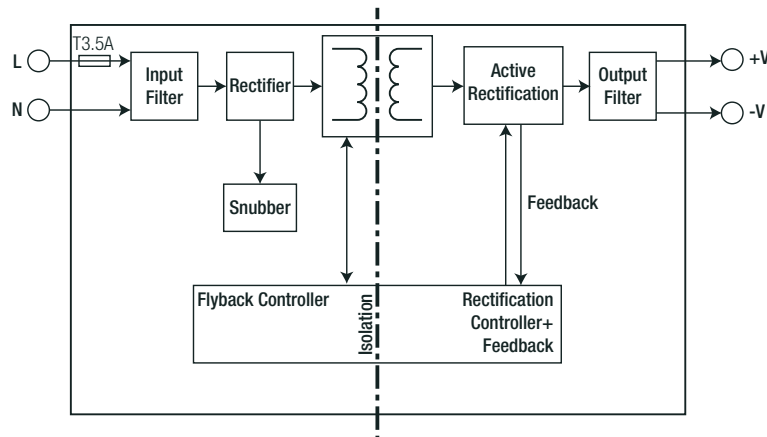 L
T3.5A
N
Input
Filter
Rectifier
Active
Rectification
Output
Filter
+V
-V
Snubber
Feedback
Flyback Controller
Isolation
Rectification
Controller+
Feedback